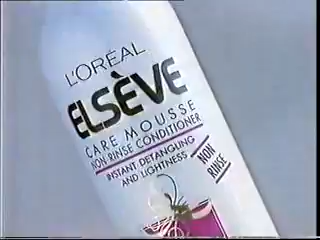 L'ORÉAL
ELSÈVE
CARE MOUSSE
NON RINSE CONDITIONER
INSTANT DETANGLING
AND LIGHTNESS
NON
RINSE